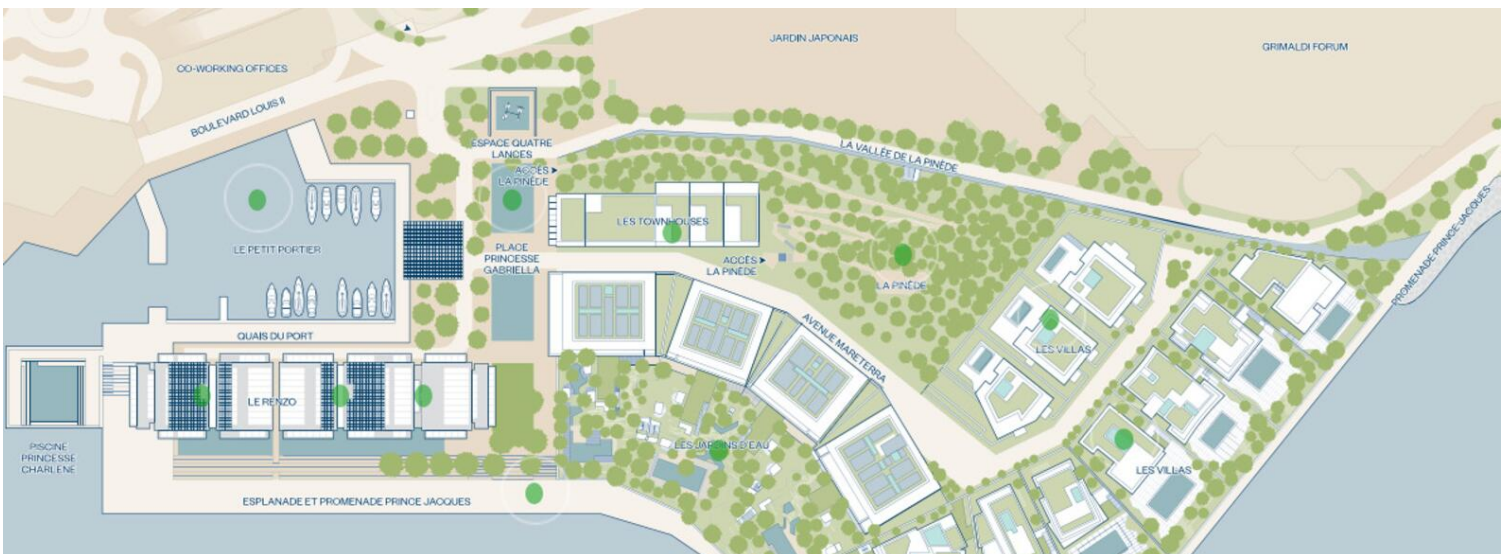 JARDIN JAPONAIS
GRIMALDI FORUM
CO-WORKING OFFICES
BOULEVARD LOUIS II
ESPACE QUATRE
LANCES
LA VALLÉE DE LA PINÈDE
ACCÈS
LA PINÈDE
LES TOWNHOUSES
PROMENADE PRINCE JACQUES
LE PETIT PORTIER
PLACE
PRINCESSE
GABRIELLA
ACCÈS
LA PINÈDE
LA PINÈDE
QUAIS DU PORT
AVENUE MARETERRA
LES VILLAS
LE RENZO
PISCINE
PRINCESSE
CHARLÈNE
LES JARDINS D'EAU
LES VILLAS
ESPLANADE ET PROMENADE PRINCE JACQUES